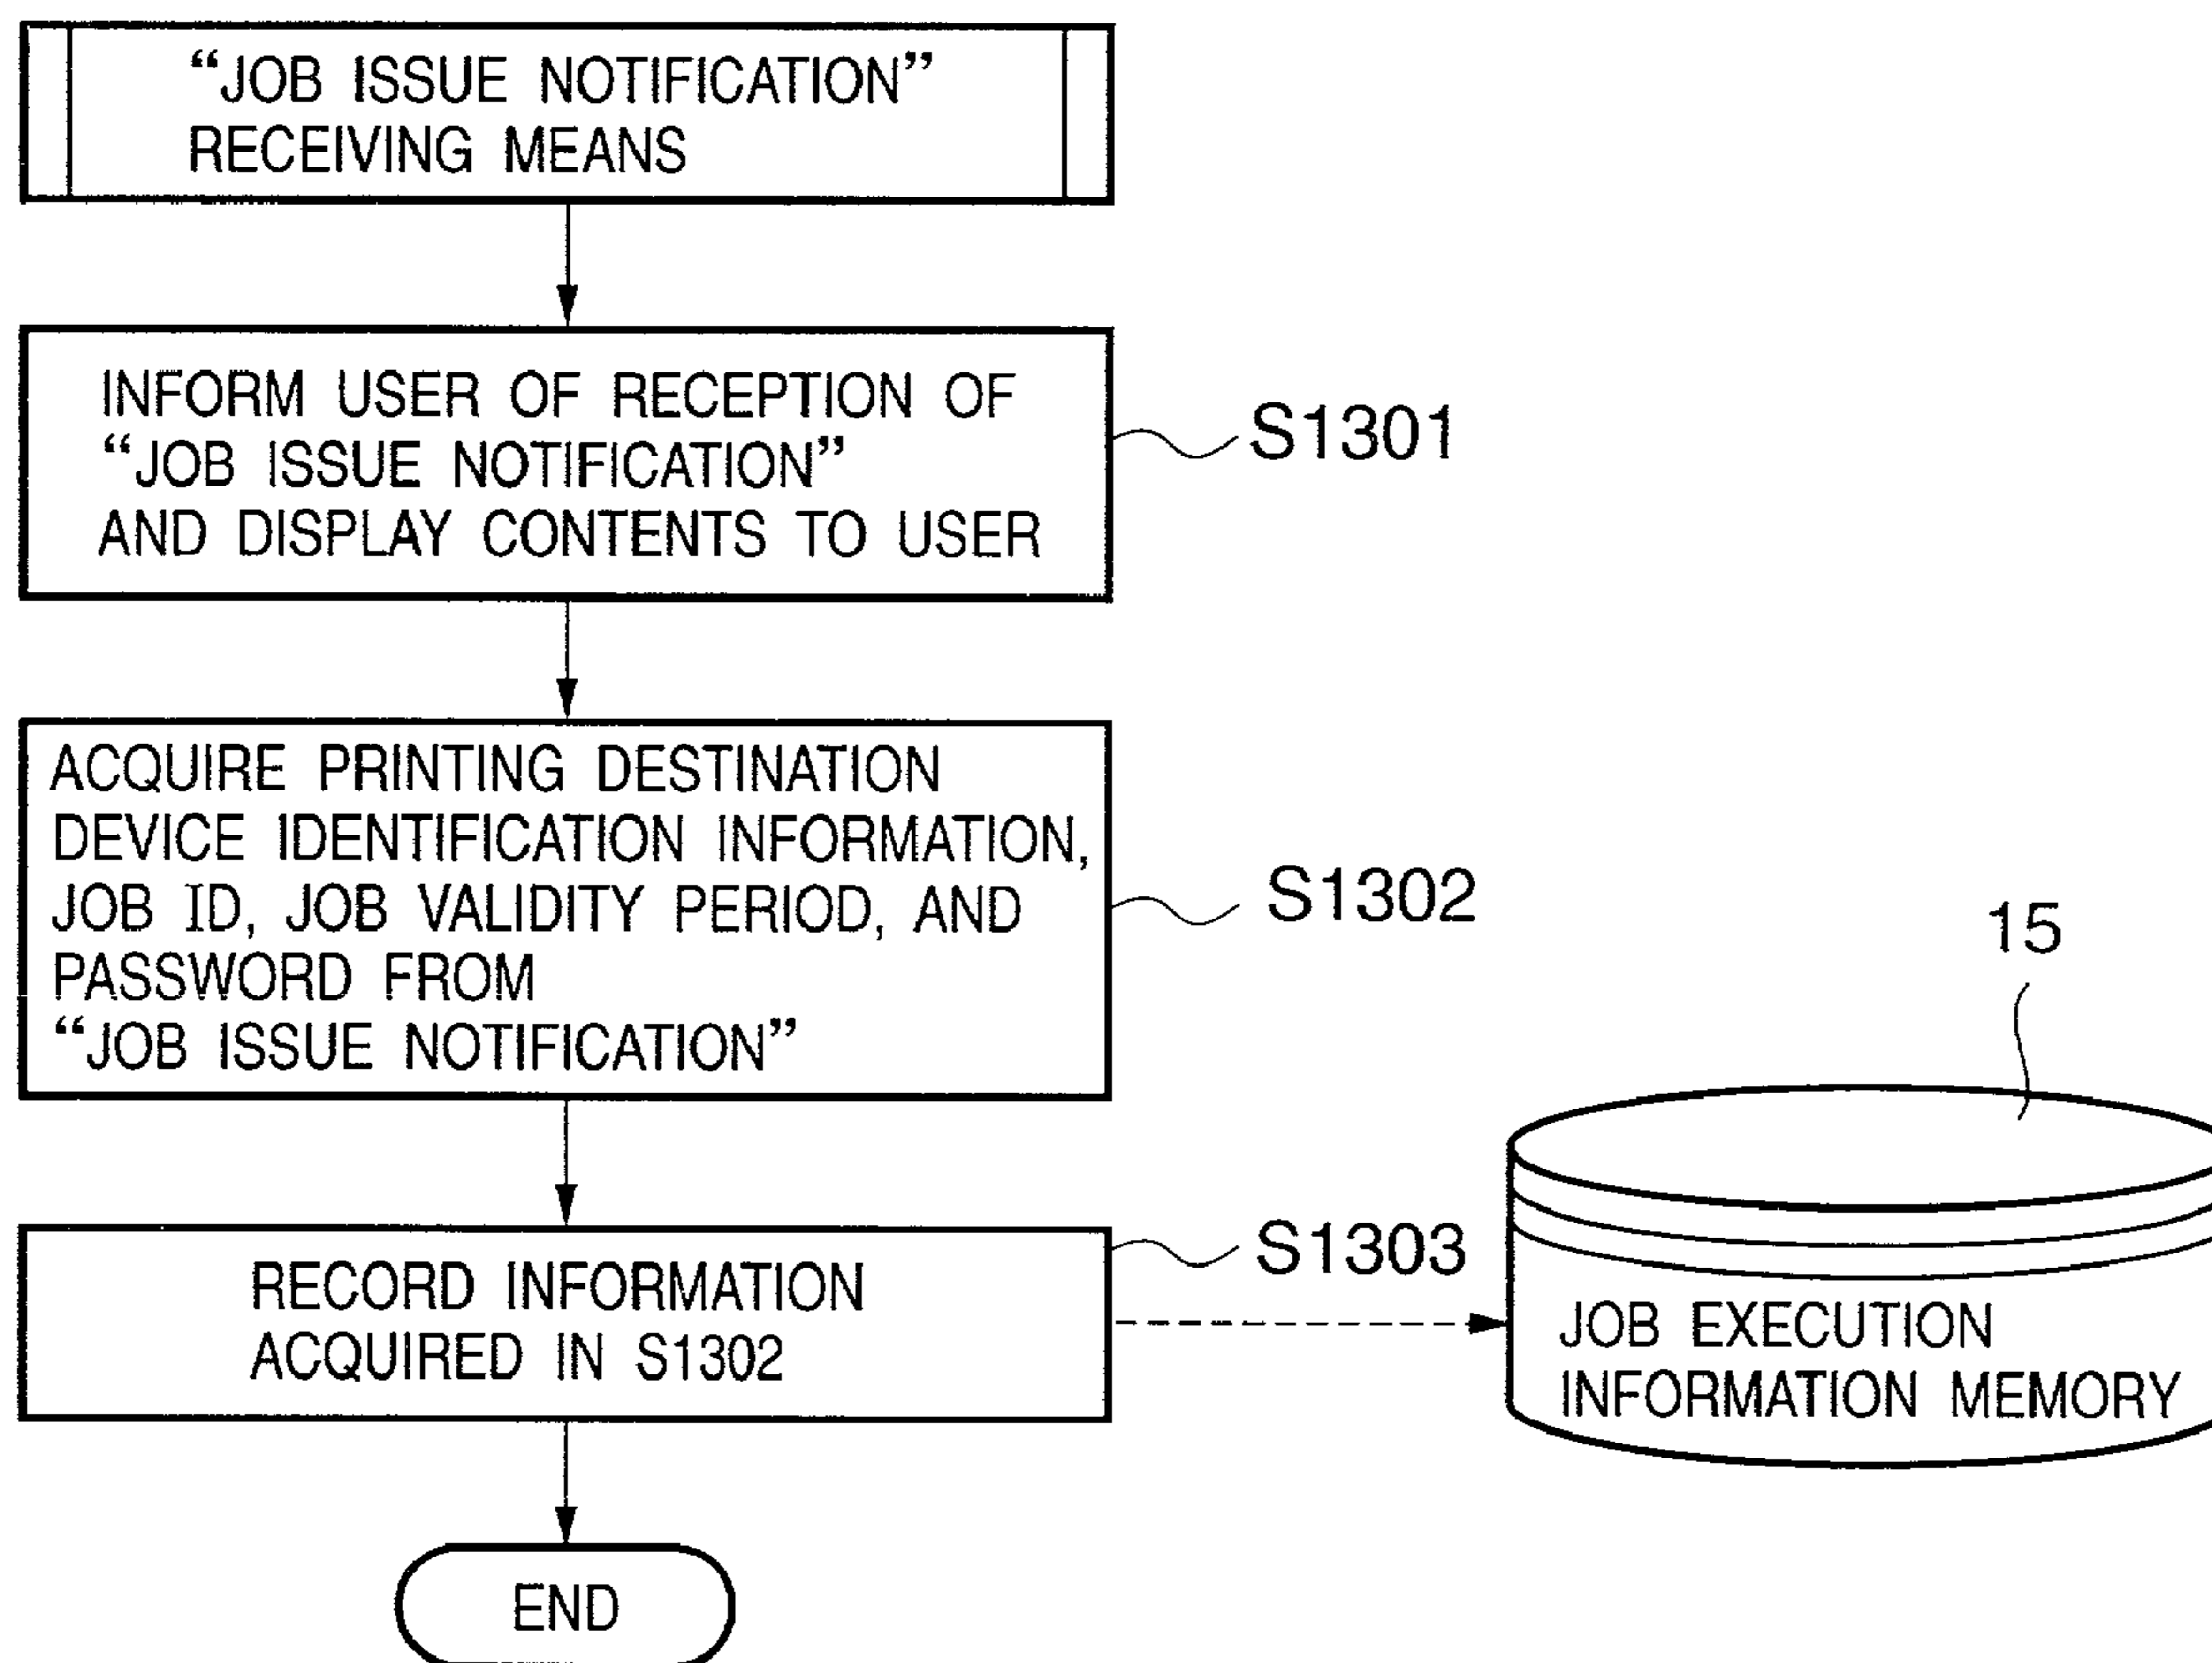 “JOB ISSUE NOTIFICATION”
RECEIVING MEANS
INFORM USER OF RECEPTION OF
“JOB ISSUE NOTIFICATION”
AND DISPLAY CONTENTS TO USER
S1301
ACQUIRE PRINTING DESTINATION
DEVICE IDENTIFICATION INFORMATION,
JOB ID, JOB VALIDITY PERIOD, AND
PASSWORD FROM
“JOB ISSUE NOTIFICATION”
S1302
15
RECORD INFORMATION
ACQUIRED IN S1302
S1303
JOB EXECUTION
INFORMATION MEMORY
END